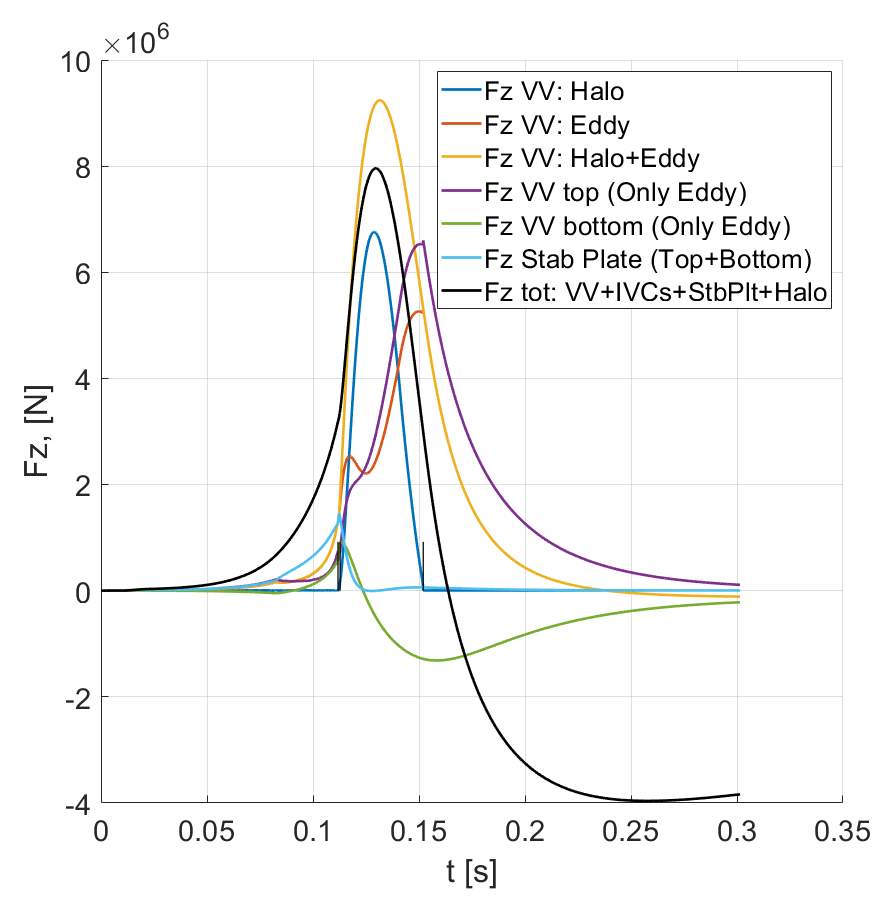 ×10^6
10
8
6
4
2
0
-2
-4
Fz, [N]
0
0.05
0.1
0.15
0.2
0.25
0.3
0.35
t [s]
Fz VV: Halo
Fz VV: Eddy
Fz VV: Halo+Eddy
Fz VV top (Only Eddy)
Fz VV bottom (Only Eddy)
Fz Stab Plate (Top+Bottom)
Fz tot: VV+IVCs+StbPlt+Halo